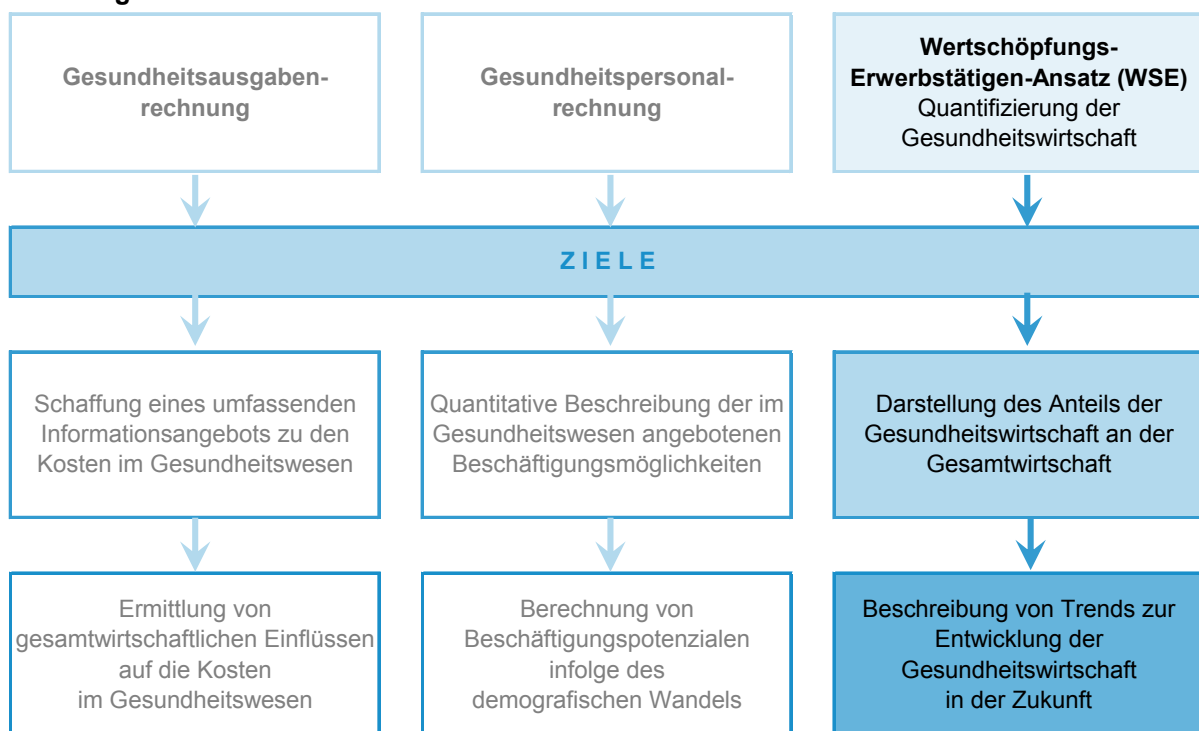 Gesundheitsausgaben-
rechnung
Gesundheitspersonal-
rechnung
Wertschöpfungs-
Erwerbstätigen-Ansatz (WSE)
Quantifizierung der
Gesundheitswirtschaft
Z I E L E
Schaffung eines umfassenden
Informationsangebots zu den
Kosten im Gesundheitswesen
Quantitative Beschreibung der im
Gesundheitswesen angebotenen
Beschäftigungsmöglichkeiten
Darstellung des Anteils der
Gesundheitswirtschaft an der
Gesamtwirtschaft
Ermittlung von
gesamtwirtschaftlichen Einflüssen
auf die Kosten
im Gesundheitswesen
Berechnung von
Beschäftigungspotenzialen
infolge des
demografischen Wandels
Beschreibung von Trends zur
Entwicklung der
Gesundheitswirtschaft
in der Zukunft